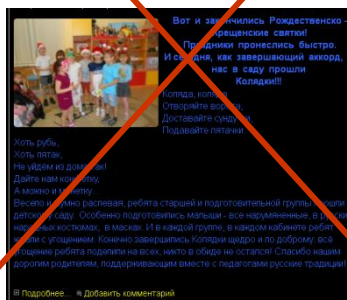 Вот и закончились Рождественско -
Крещенские святки!
Праздники пронеслись быстро.
И сегодня, как завершающий аккорд,
нас в саду прошли
Колядки!!!
Коляда, коляда
Отворяйте ворота,
Доставайте сундучки,
Подавайте пятачки.
Хоть рубь,
Хоть пятак,
Не уйдём из дома так!
Дайте нам конфетку,
А можно и монетку.
Весело и шумно распевая, ребята старшей и подготовительной группы прошли
детскому саду. Особенно подготовились малыши - все нарумяненные, в русских
народных костюмах, в масках. И в каждой группе, в каждом кабинете ребят
ждали с угощением. Конечно завершились Колядки щедро и по доброму: всё
угощение ребята поделили на всех, никто в обиде не остался! Спасибо нашим
дорогим родителям, поддерживающим вместе с педагогами русские традиции!
Подробнее... Добавить комментарий